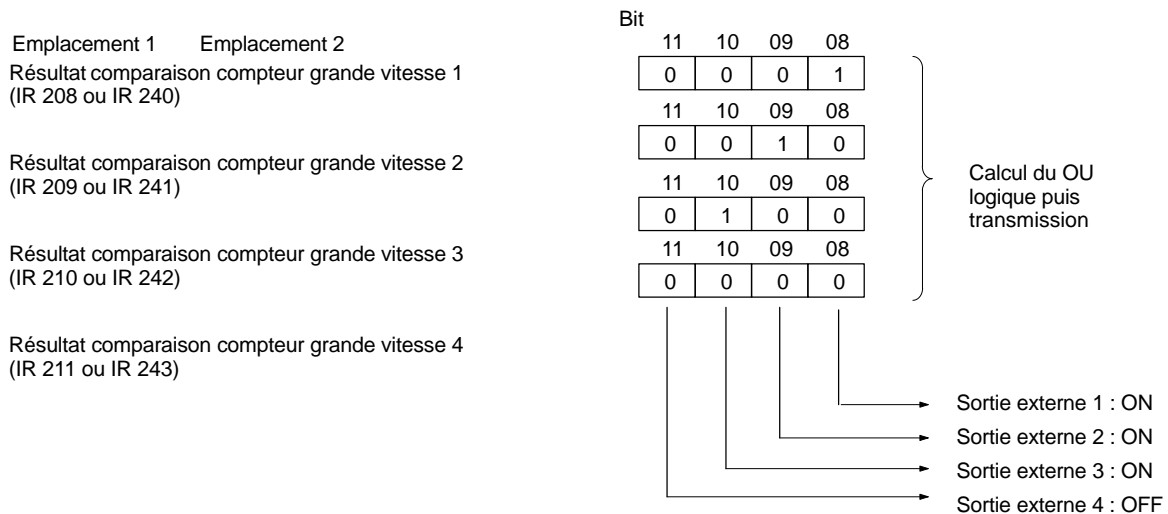 Bit
Emplacement 1 Emplacement 2
11 10 09 08
Résultat comparaison compteur grande vitesse 1
0 0 0 1
(IR 208 ou IR 240)
11 10 09 08
0 0 1 0
Résultat comparaison compteur grande vitesse 2
(IR 209 ou IR 241)
Calcul du OU
logique puis
transmission
11 10 09 08
0 1 0 0
Résultat comparaison compteur grande vitesse 3
(IR 210 ou IR 242)
11 10 09 08
0 0 0 0
Résultat comparaison compteur grande vitesse 4
(IR 211 ou IR 243)
Sortie externe 1 : ON
Sortie externe 2 : ON
Sortie externe 3 : ON
Sortie externe 4 : OFF